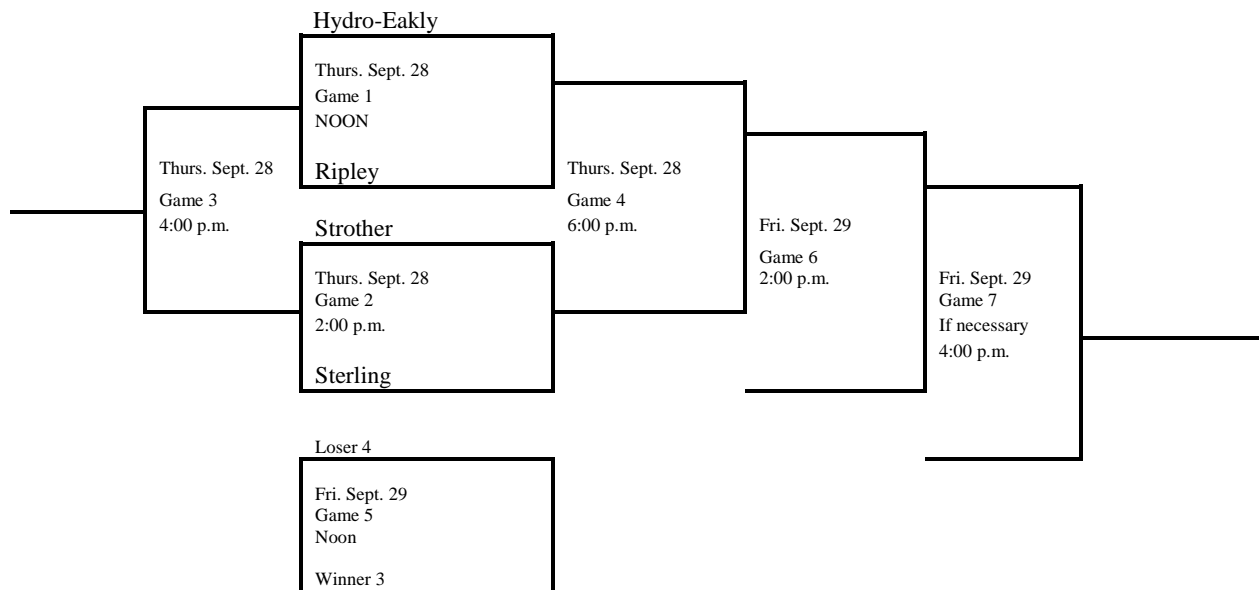 Hydro-Eakly
Thurs. Sept. 28
Game 1
NOON
Ripley
Thurs. Sept. 28
Game 3
4:00 p.m.
Thurs. Sept. 28
Game 4
6:00 p.m.
Strother
Thurs. Sept. 28
Game 2
2:00 p.m.
Sterling
Fri. Sept. 29
Game 6
2:00 p.m.
Fri. Sept. 29
Game 7
If necessary
4:00 p.m.
Loser 4
Fri. Sept. 29
Game 5
Noon
Winner 3